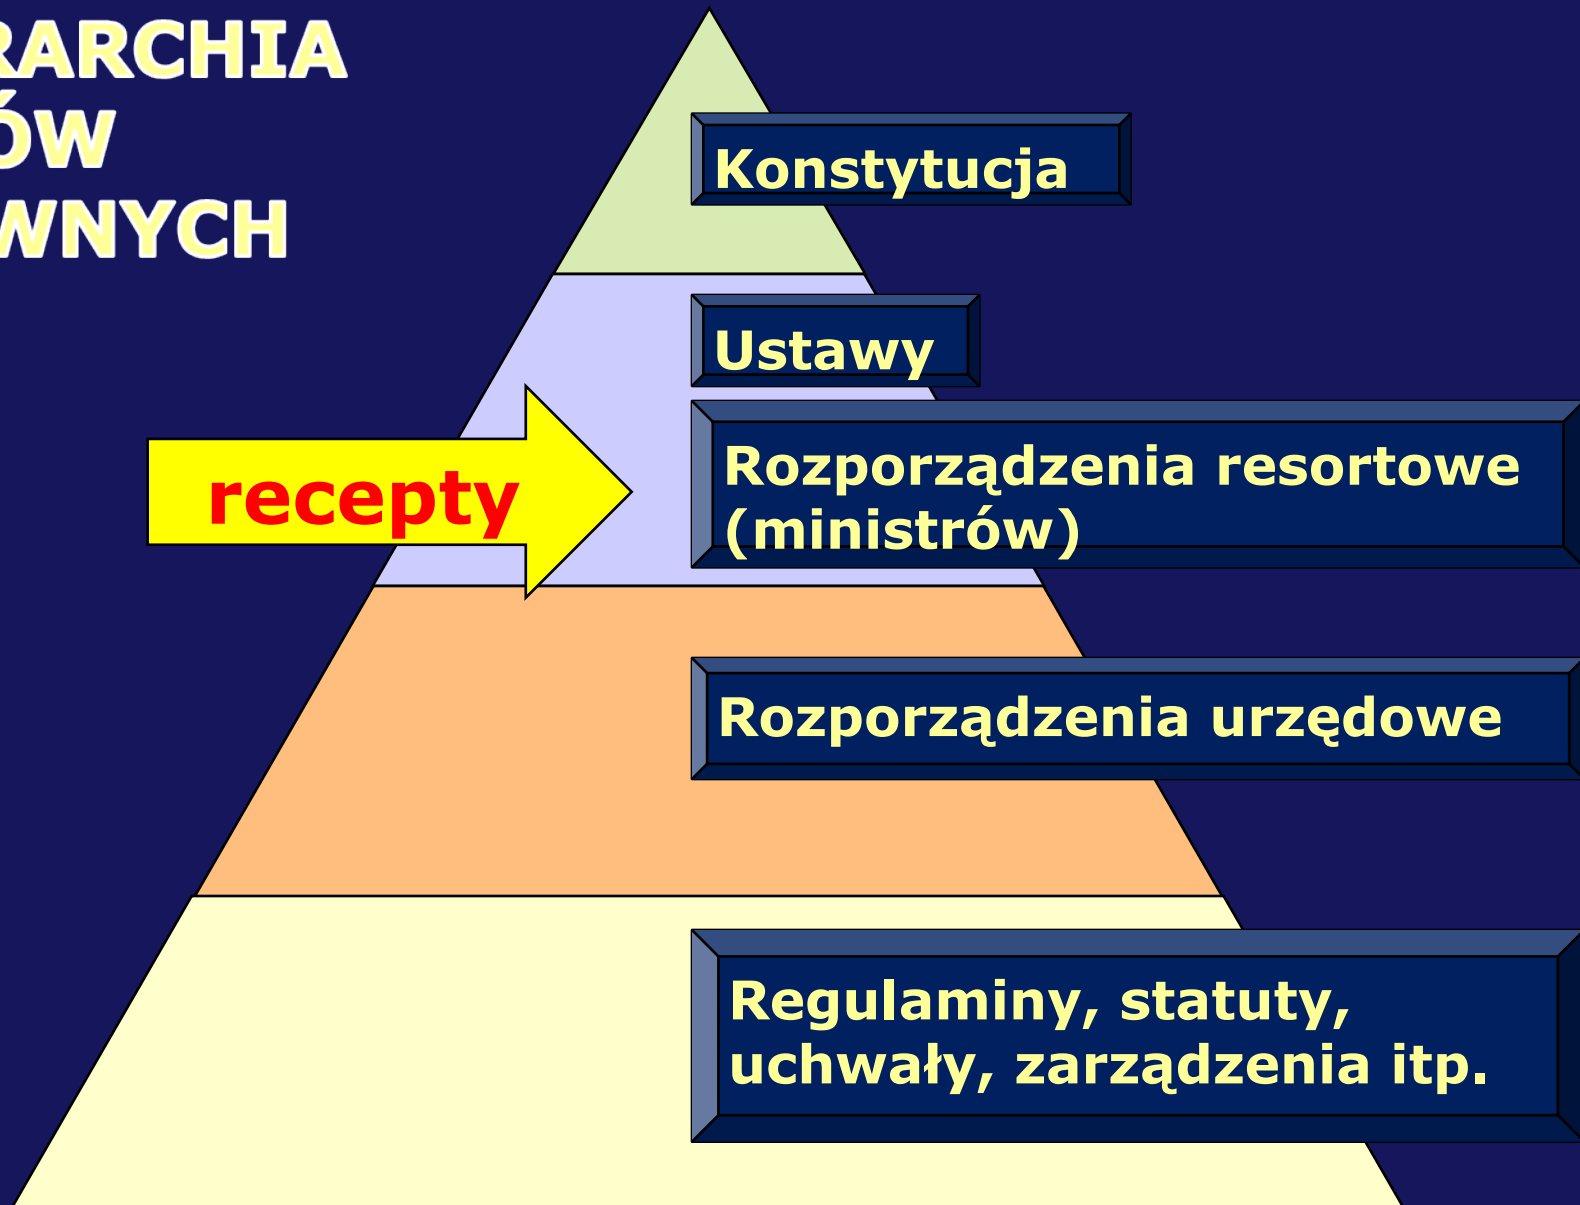 RARCHIA
ÓW
WNYCH
Konstytucja
Ustawy
recepty
Rozporządzenia resortowe
(ministrów)
Rozporządzenia urzędowe
Regulaminy, statuty,
uchwały, zarządzenia itp.